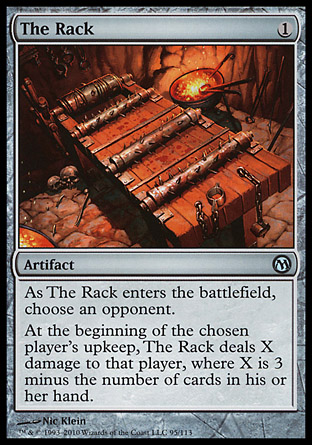 The Rack 1
Artifact
As The Rack enters the battlefield,
choose an opponent.
At the beginning of the chosen
player's upkeep, The Rack deals X
damage to that player, where X is 3
minus the number of cards in his or
her hand.
Nic Klein
™ & © 1993–2010 Wizards of the Coast LLC 95/113